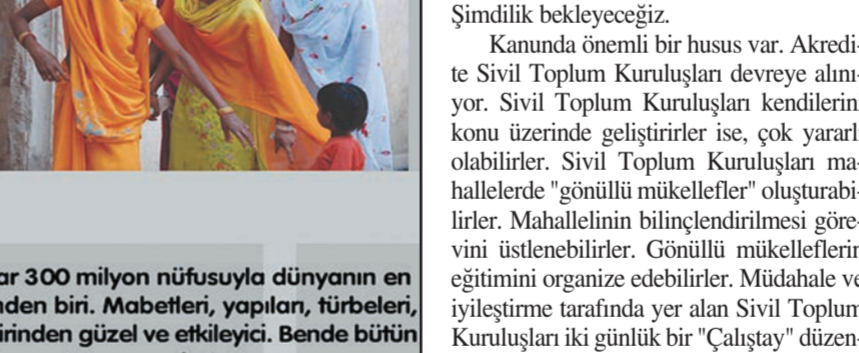 ar 300 milyon nüfusuyla dünyanın en
nden biri. Mabetleri, yapıları, türbeleri,
irinden güzel ve etkileyici. Bende bütün
Şimdilik bekleyeceğiz.
Kanunda önemli bir husus var. Akredi-
te Sivil Toplum Kuruluşları devreye alını-
yor. Sivil Toplum Kuruluşları kendilerin
konu üzerinde geliştirirler ise, çok yararlı
olabilirler. Sivil Toplum Kuruluşları ma-
hallelerde "gönüllü mükellefler" oluşturabi-
lirler. Mahallelinin bilinçlendirilmesi göre-
vini üstlenebilirler. Gönüllü mükelleflerin
eğitimini organize edebilirler. Müdahale ve
iyileştirme tarafında yer alan Sivil Toplum
Kuruluşları iki günlük bir "Çalıştay" düzen-